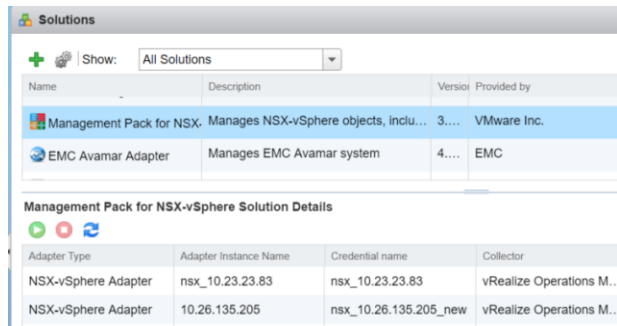 Solutions
Show: All Solutions
Name Description Version Provided by
Management Pack for NSX- Manages NSX-vSphere objects, inclu... 3.... VMware Inc.
EMC Avamar Adapter Manages EMC Avamar system 4.... EMC
Management Pack for NSX-vSphere Solution Details
Adapter Type Adapter Instance Name Credential name Collector
NSX-vSphere Adapter nsx_10.23.23.83 nsx_10.23.23.83 vRealize Operations M...
NSX-vSphere Adapter 10.26.135.205 nsx_10.26.135.205_new vRealize Operations M...